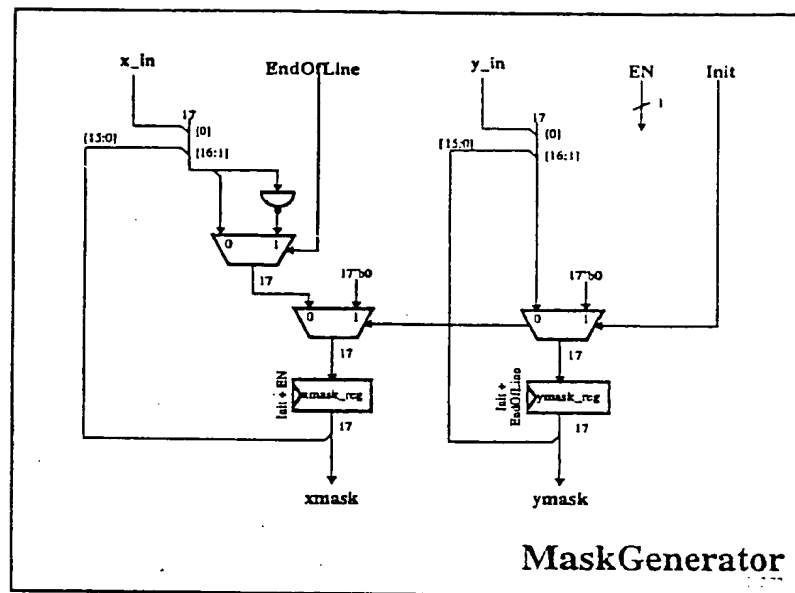 x_in
EndOfLine
y_in
EN
Init
17
[0]
[15:0]
[16:1]
17
[0]
[15:0]
[16:1]
1
0 1
17
17'b0
0 1
17
17'b0
0 1
17
Init + EN
xmask_reg
17
Init + EndOfLine
ymask_reg
17
xmask
ymask
MaskGenerator